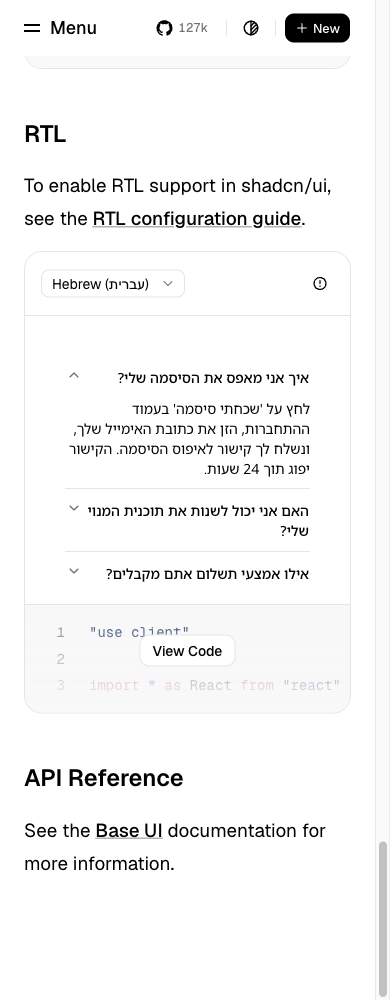 Menu
127k
New
RTL
To enable RTL support in shadcn/ui,
see the RTL configuration guide.
Hebrew (עברית)
איך אני מאפס את הסיסמה שלי?
לחץ על 'שכחתי סיסמה' בעמוד
ההתחברות, הזן את כתובת האימייל שלך,
ונשלח לך קישור לאיפוס הסיסמה. הקישור
יפוג תוך 24 שעות.
האם אני יכול לשנות את תוכנית המנוי
שלי?
אילו אמצעי תשלום אתם מקבלים?
1 "use client"
2
View Code
3 import * as React from "react"
API Reference
See the Base UI documentation for
more information.